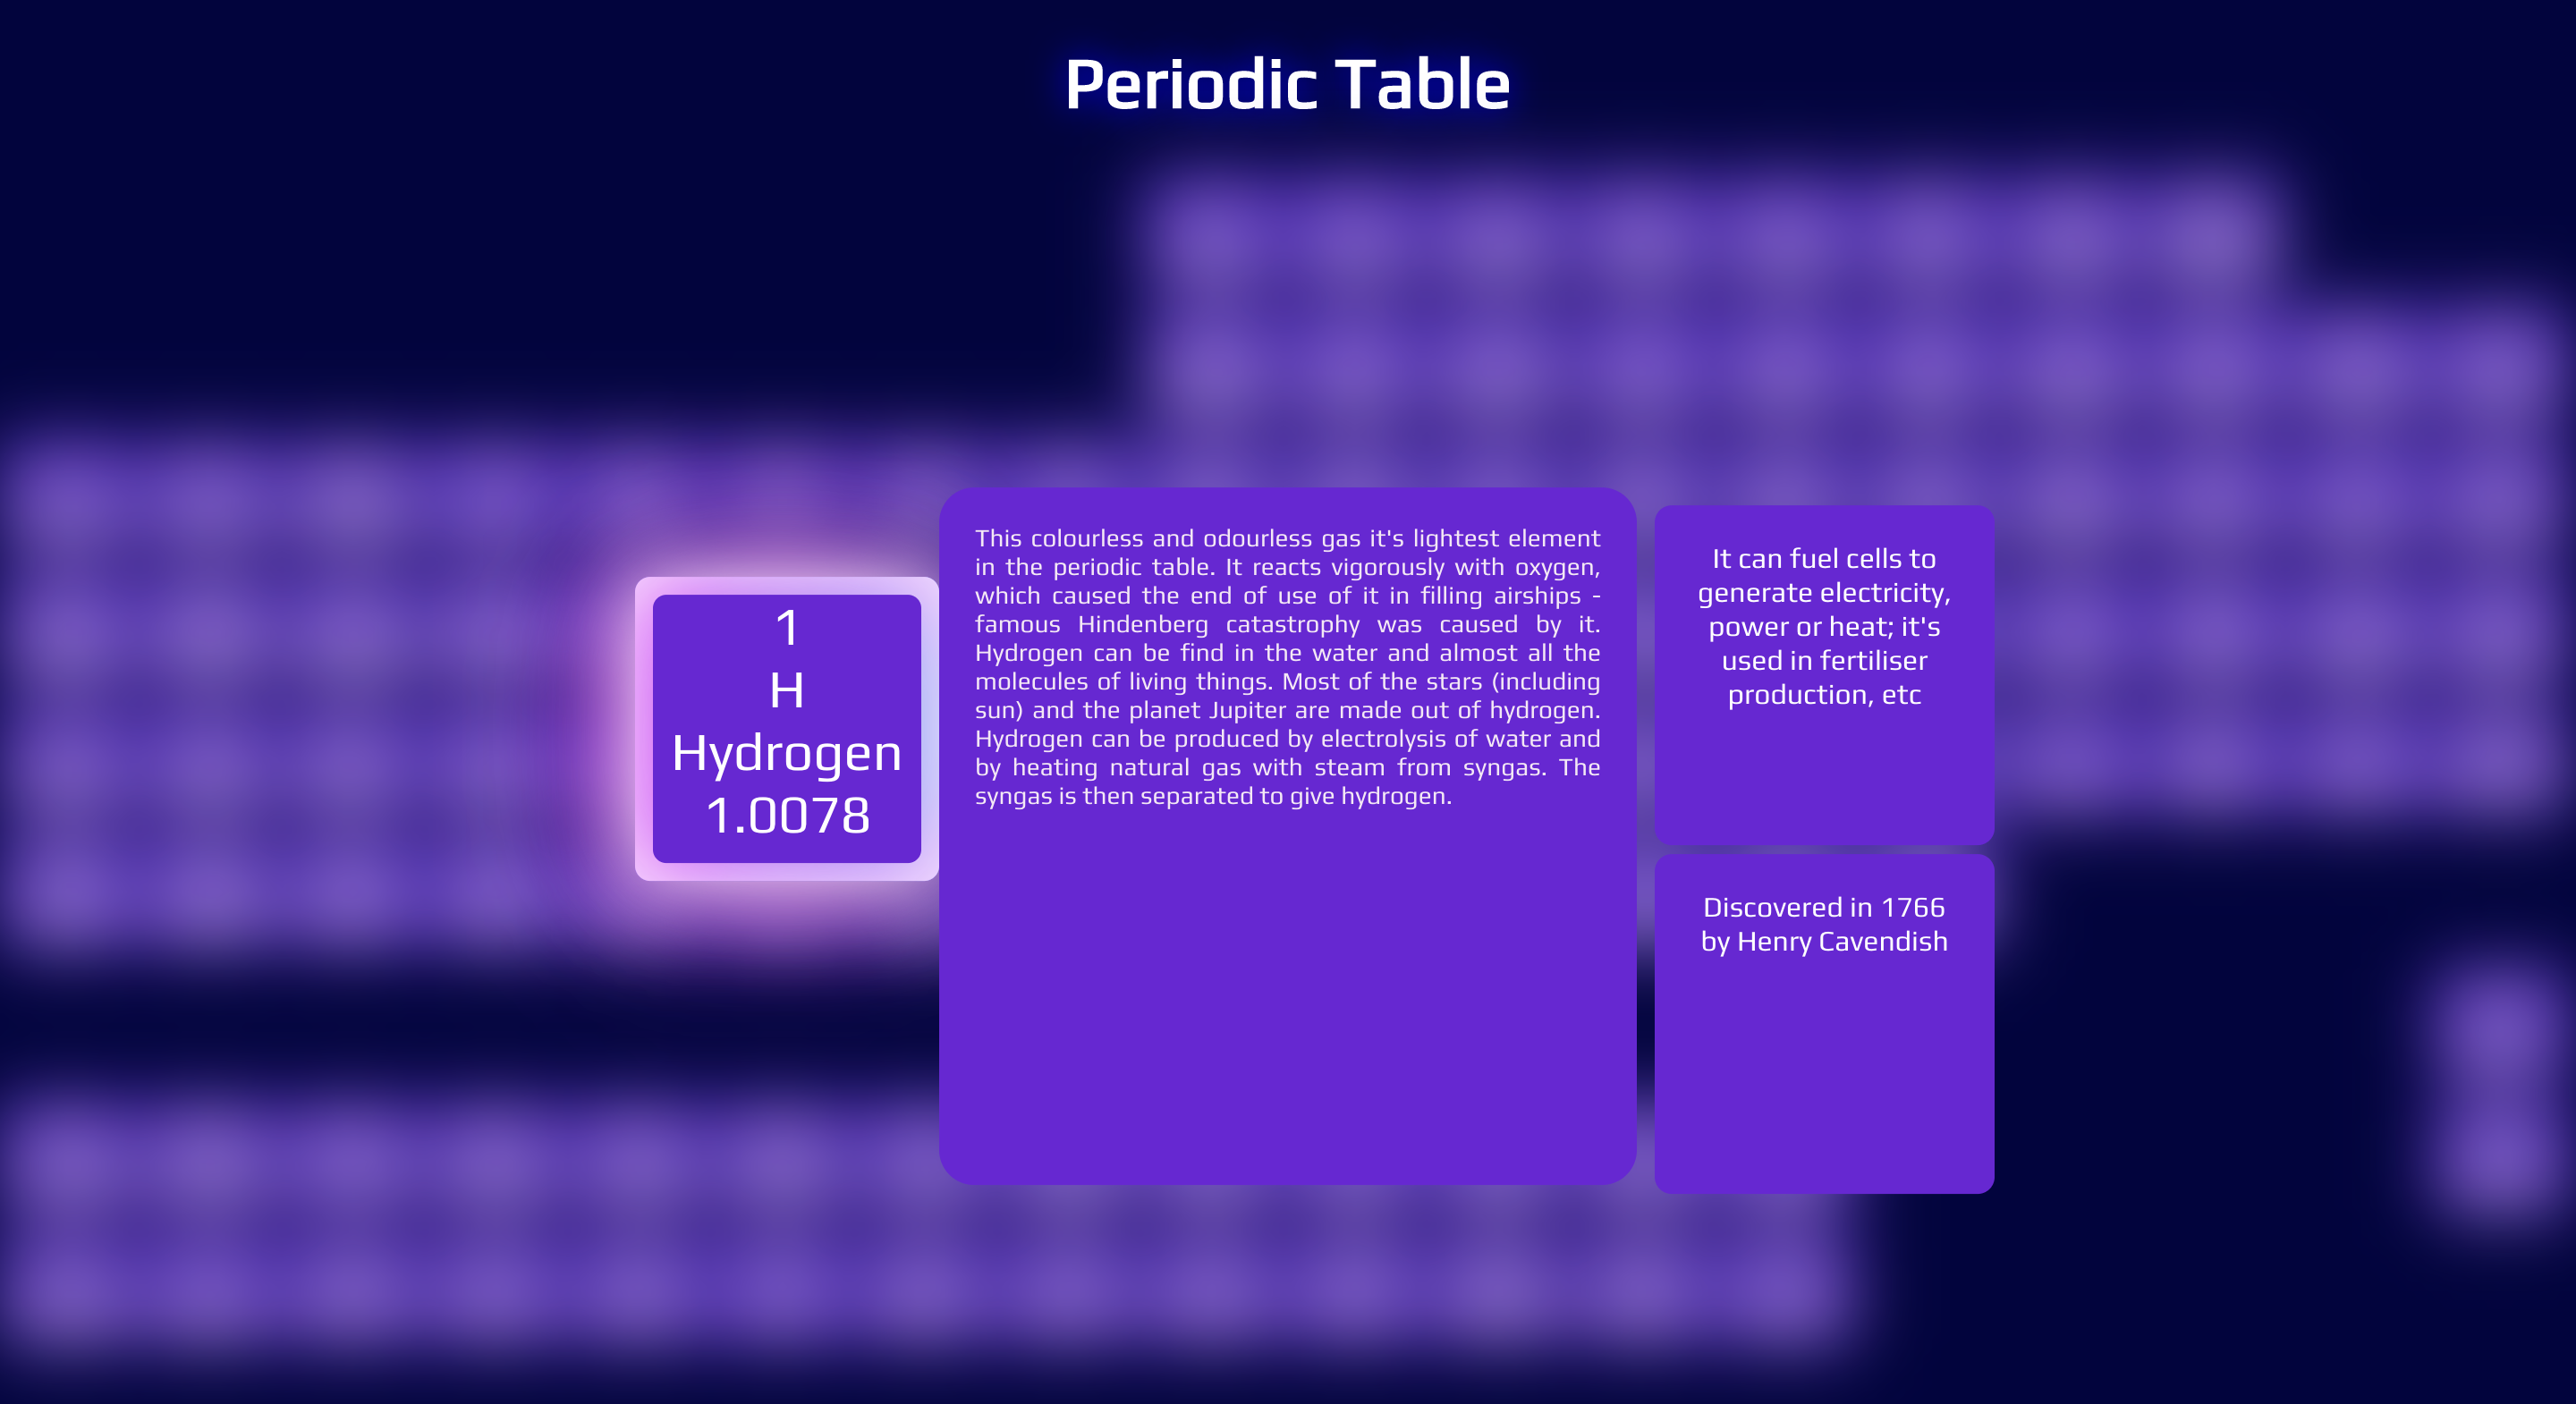 Periodic Table
1
H
Hydrogen
1.0078
This colourless and odourless gas it's lightest element
in the periodic table. It reacts vigorously with oxygen,
which caused the end of use of it in filling airships -
famous Hindenberg catastrophy was caused by it.
Hydrogen can be find in the water and almost all the
molecules of living things. Most of the stars (including
sun) and the planet Jupiter are made out of hydrogen.
Hydrogen can be produced by electrolysis of water and
by heating natural gas with steam from syngas. The
syngas is then separated to give hydrogen.
It can fuel cells to
generate electricity,
power or heat; it's
used in fertiliser
production, etc
Discovered in 1766
by Henry Cavendish